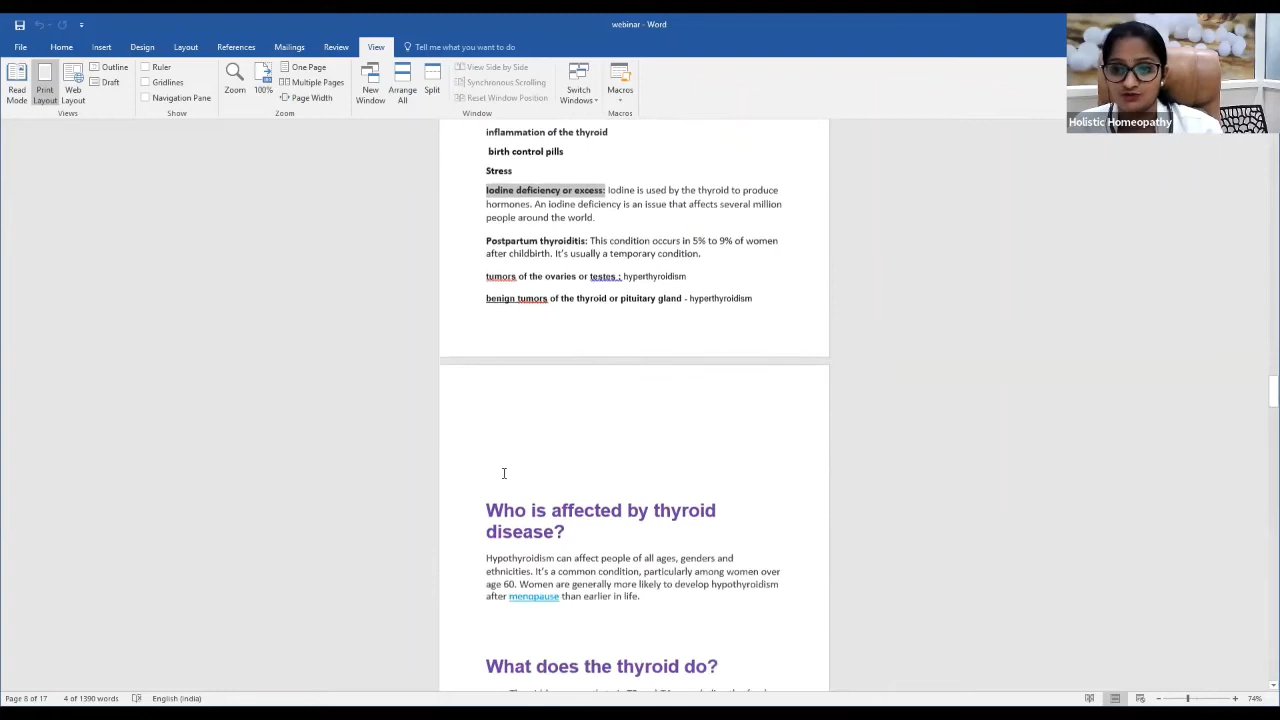 webinar - Word
File Home Insert Design Layout References Mailings Review View Tell me what you want to do
Read Mode
Print Layout
Web Layout
Outline
Draft
Views
Ruler
Gridlines
Navigation Pane
Show
Zoom
100%
One Page
Multiple Pages
Page Width
Zoom
New Window
Arrange All
Split
View Side by Side
Synchronous Scrolling
Reset Window Position
Window
Switch Windows
Macros
Macros
Holistic Homeopathy
inflammation of the thyroid
birth control pills
Stress
Iodine deficiency or excess: Iodine is used by the thyroid to produce
hormones. An iodine deficiency is an issue that affects several million
people around the world.
Postpartum thyroiditis: This condition occurs in 5% to 9% of women
after childbirth. It's usually a temporary condition.
tumors of the ovaries or testes : hyperthyroidism
benign tumors of the thyroid or pituitary gland - hyperthyroidism
Who is affected by thyroid
disease?
Hypothyroidism can affect people of all ages, genders and
ethnicities. It's a common condition, particularly among women over
age 60. Women are generally more likely to develop hypothyroidism
after menopause than earlier in life.
What does the thyroid do?
Page 8 of 17 4 of 1390 words English (India) 74%